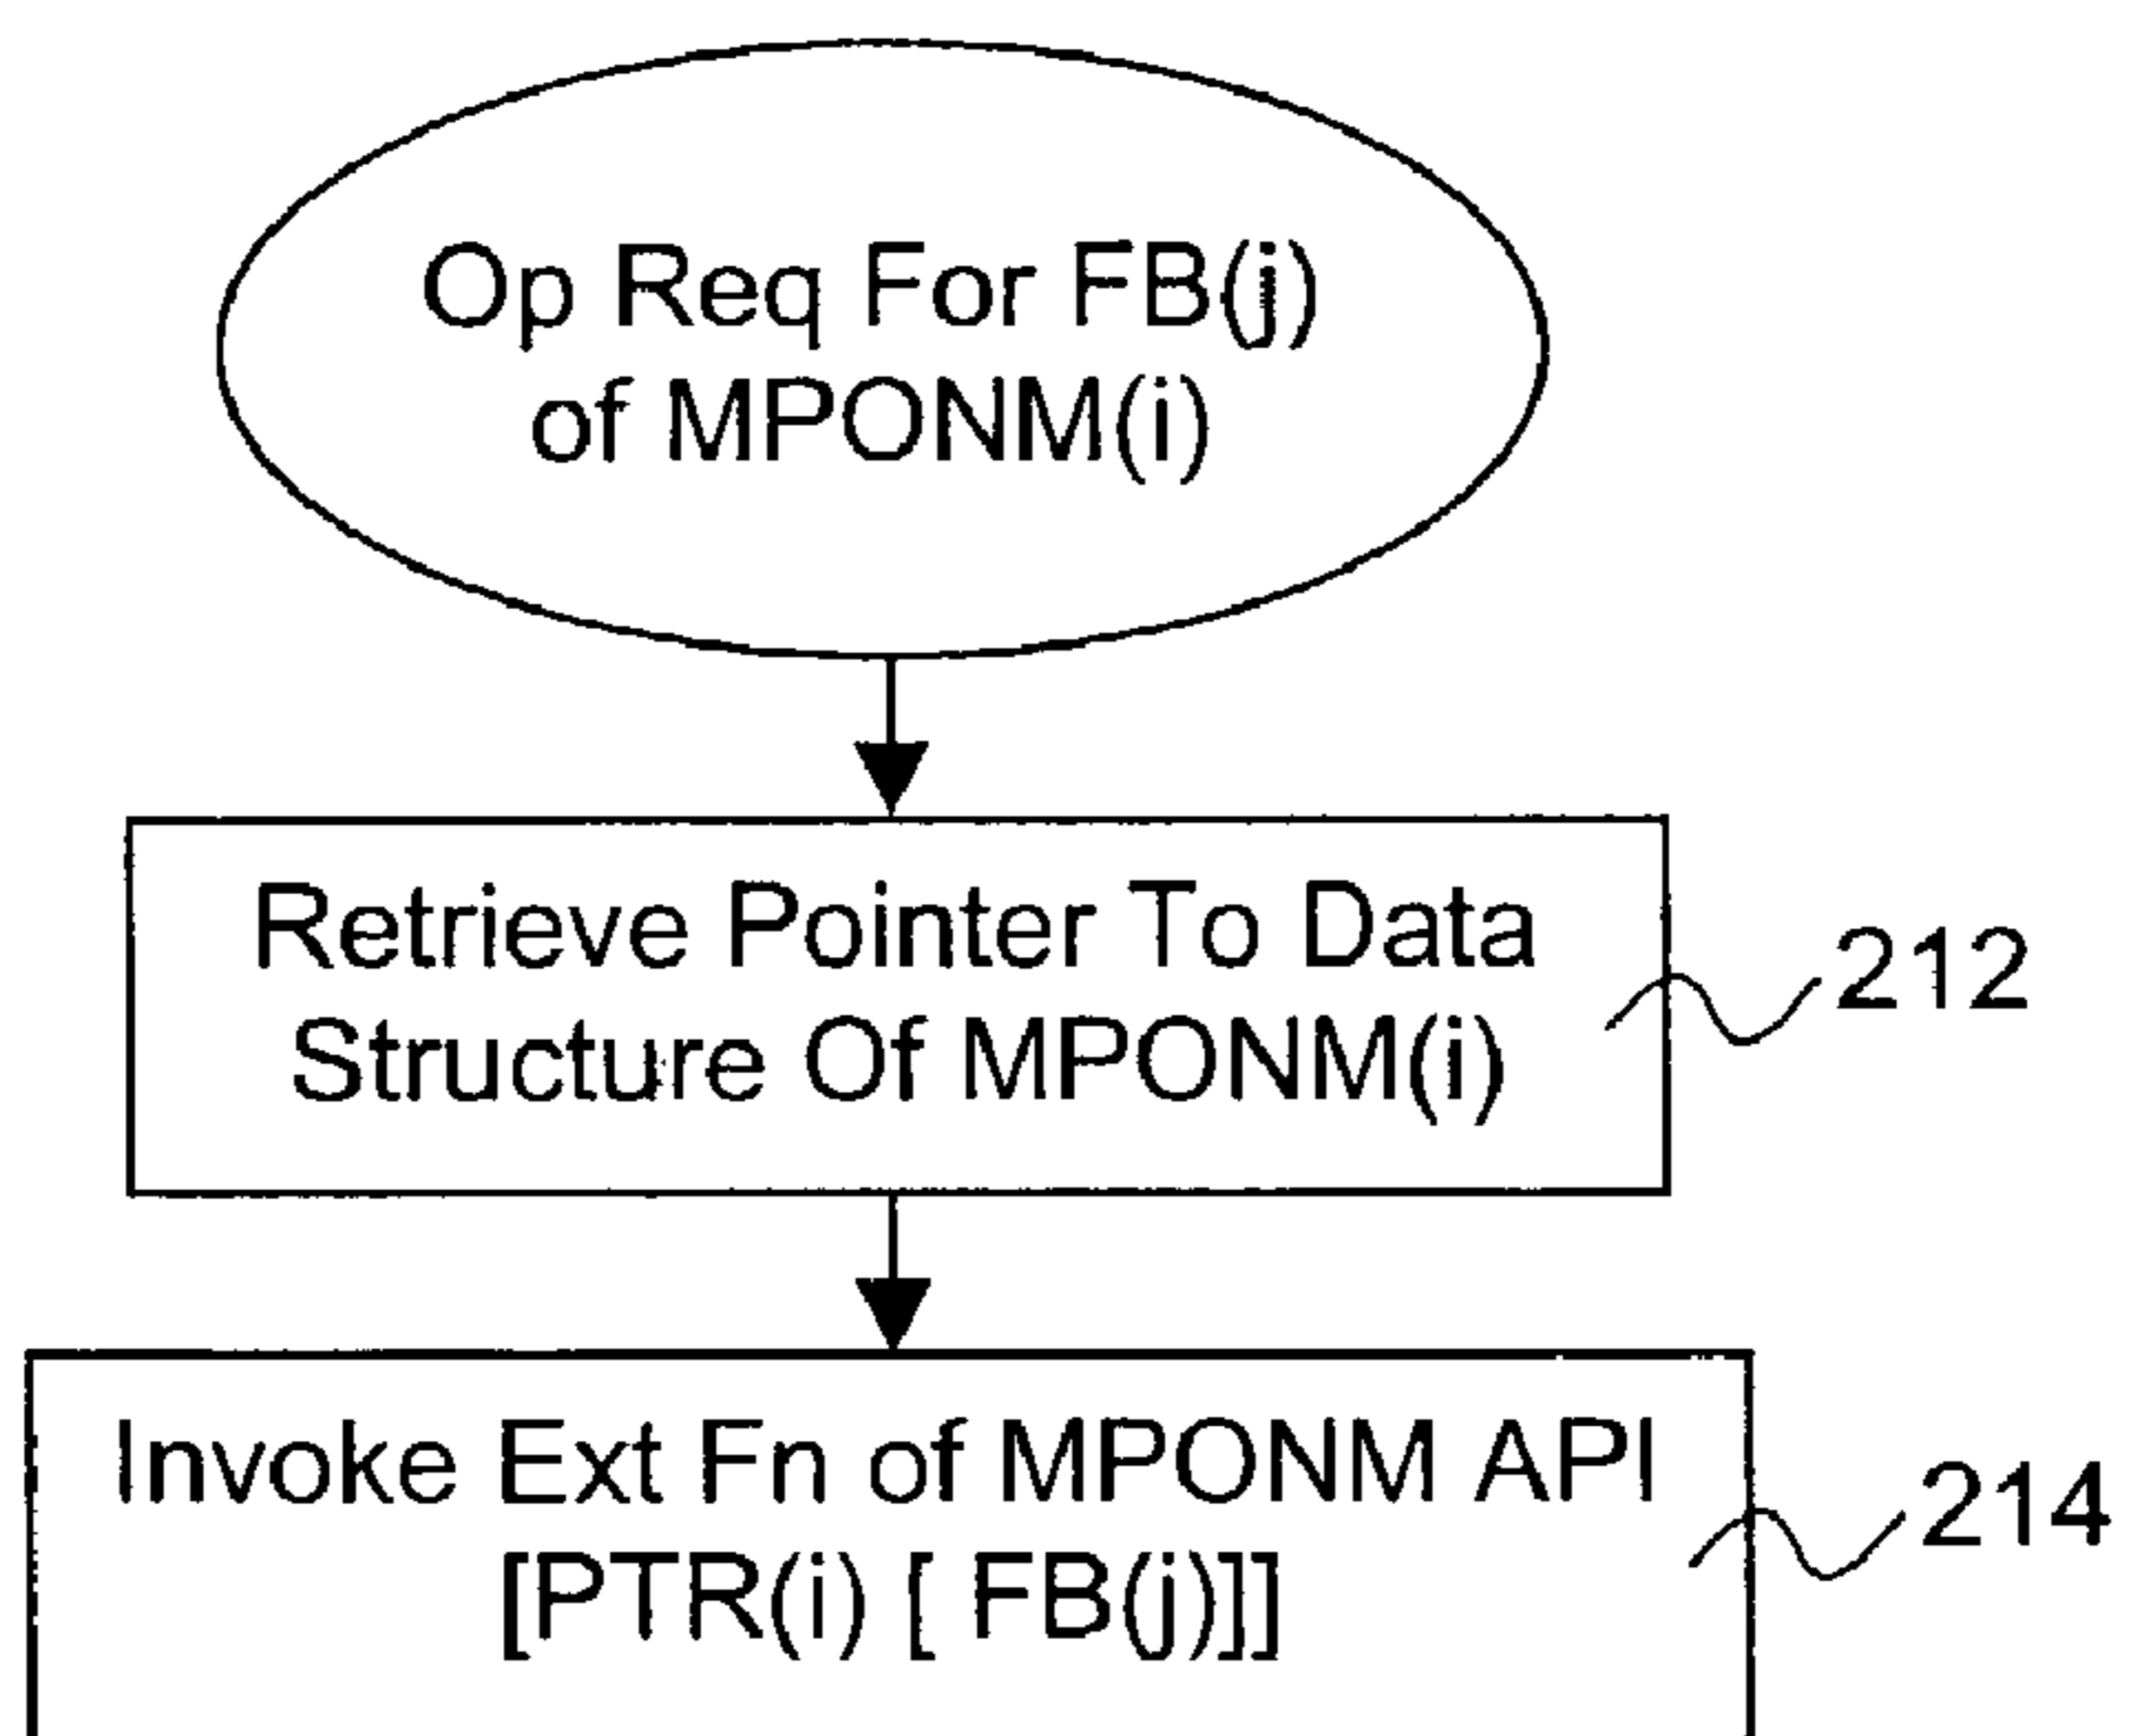 Op Req For FB(j)
of MPONM(i)
Retrieve Pointer To Data
Structure Of MPONM(i)
212
Invoke Ext Fn of MPONM API
[PTR(i) [ FB(j)]]
214